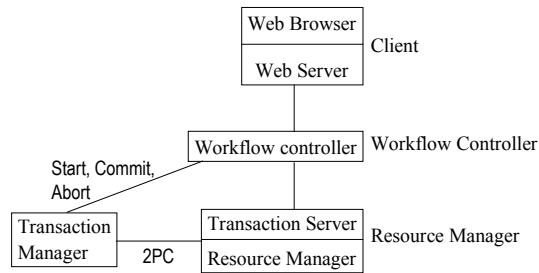 Web Browser
Client
Web Server
Workflow controller
Workflow Controller
Start, Commit,
Abort
Transaction
Manager
2PC
Transaction Server
Resource Manager
Resource Manager